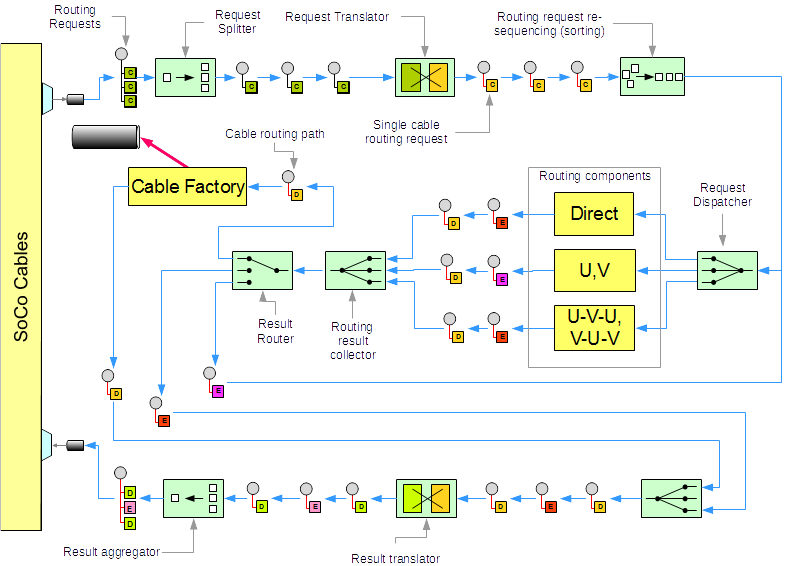 Routing
Requests
Request
Splitter
Request Translator
Routing request re-
sequencing (sorting)
C
C
C
C
C
C
C
C
C
Single cable
routing request
Cable routing path
Cable Factory
D
Routing components
Request
Dispatcher
Direct
D
E
U,V
D
E
U-V-U,
V-U-V
D
E
SoCo Cables
Result
Router
Routing
result
collector
D
E
E
D
E
D
D
E
D
D
E
D
E
D
Result aggregator
Result translator